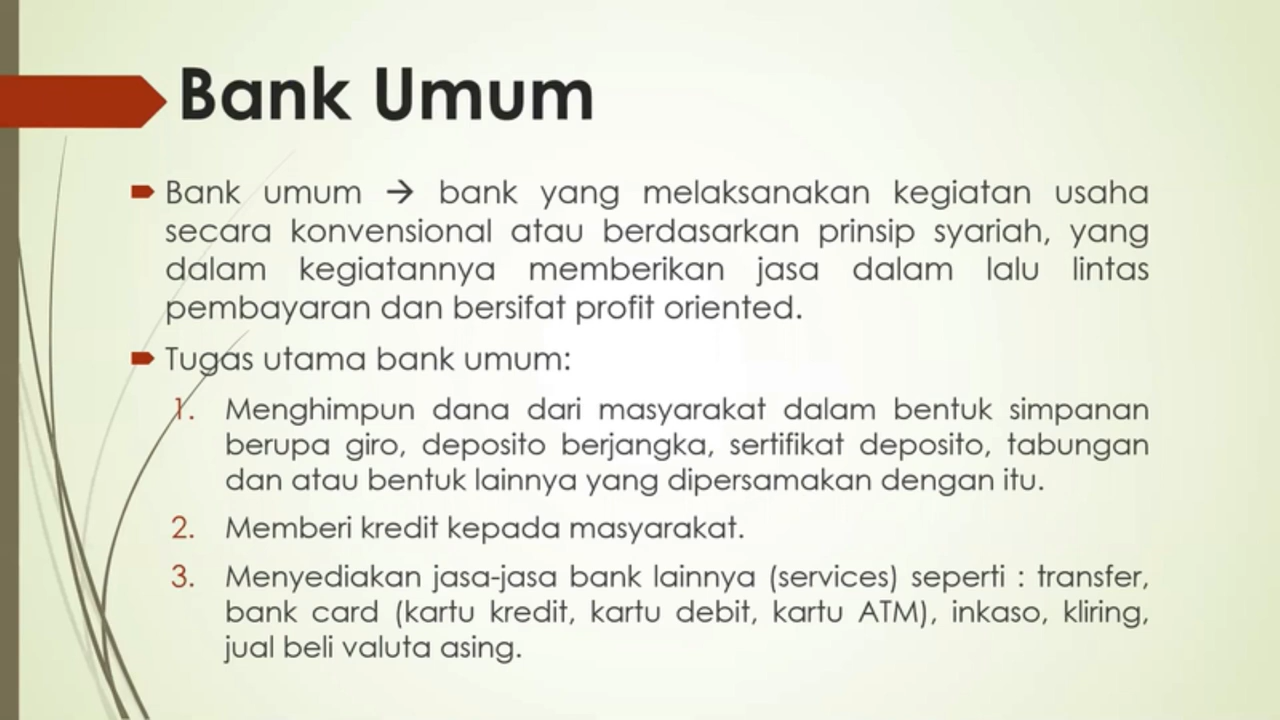 Bank Umum
Bank umum → bank yang melaksanakan kegiatan usaha
secara konvensional atau berdasarkan prinsip syariah, yang
dalam kegiatannya memberikan jasa dalam lalu lintas
pembayaran dan bersifat profit oriented.
Tugas utama bank umum:
1. Menghimpun dana dari masyarakat dalam bentuk simpanan
berupa giro, deposito berjangka, sertifikat deposito, tabungan
dan atau bentuk lainnya yang dipersamakan dengan itu.
2. Memberi kredit kepada masyarakat.
3. Menyediakan jasa-jasa bank lainnya (services) seperti : transfer,
bank card (kartu kredit, kartu debit, kartu ATM), inkaso, kliring,
jual beli valuta asing.